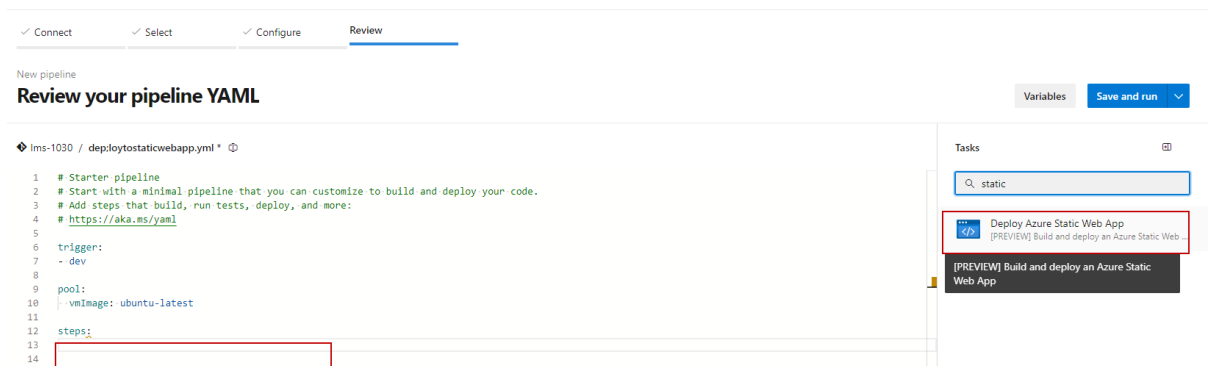 Connect
Select
Configure
Review
New pipeline
Review your pipeline YAML
Variables
Save and run
lms-1030 / dep;loytostaticwebapp.yml *
Tasks
static
1 # Starter pipeline
2 # Start with a minimal pipeline that you can customize to build and deploy your code.
3 # Add steps that build, run tests, deploy, and more:
4 # https://aka.ms/yaml
5
6 trigger:
7 - dev
8
9 pool:
10 vmImage: ubuntu-latest
11
12 steps:
13
14
Deploy Azure Static Web App
[PREVIEW] Build and deploy an Azure Static Web ...
[PREVIEW] Build and deploy an Azure Static
Web App